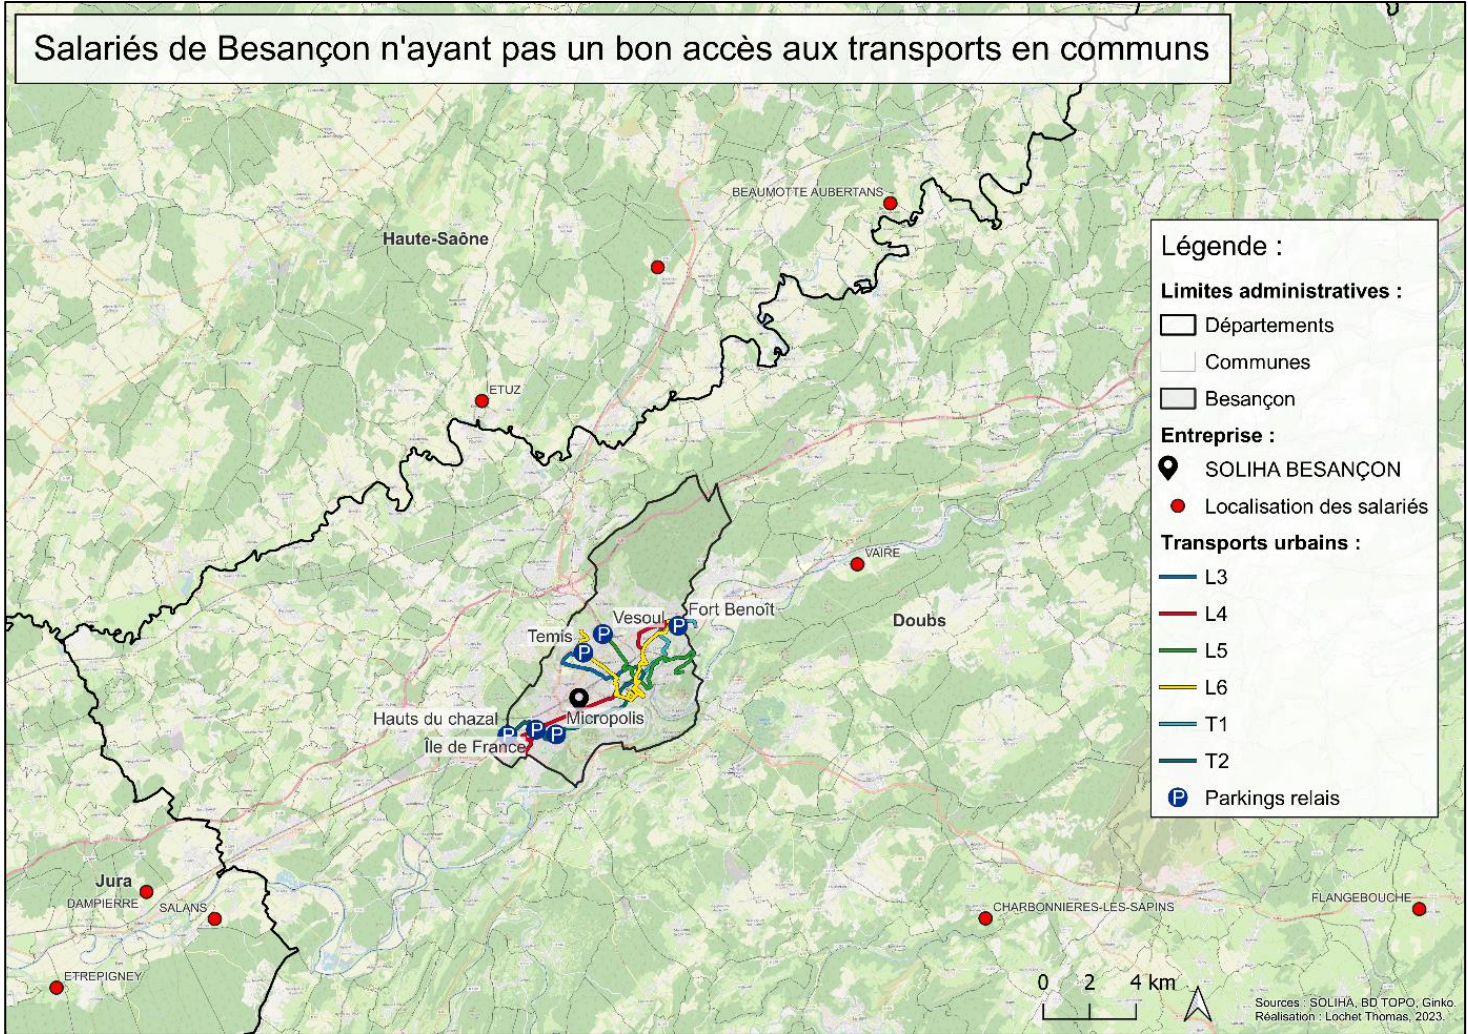 Salariés de Besançon n'ayant pas un bon accès aux transports en communs
BEAUMOTTE AUBERTANS
Haute-Saône
ETUZ
Légende :
Limites administratives :
Départements
Communes
Besançon
Entreprise :
SOLIHA BESANÇON
Localisation des salariés
Transports urbains :
L3
L4
L5
L6
T1
T2
P Parkings relais
VAIRE
Doubs
Fort Benoît
Vesoul
P
P
Temis
P
Hauts du chazal
Micropolis
P
P
P
Île de France
Jura
DAMPIERRE
SALANS
ETREPIGNEY
CHARBONNIERES-LES-SAPINS
FLANGEBOUCHE
0 2 4 km
Sources : SOLIHA, BD TOPO, Ginko.
Réalisation : Lochet Thomas, 2023.